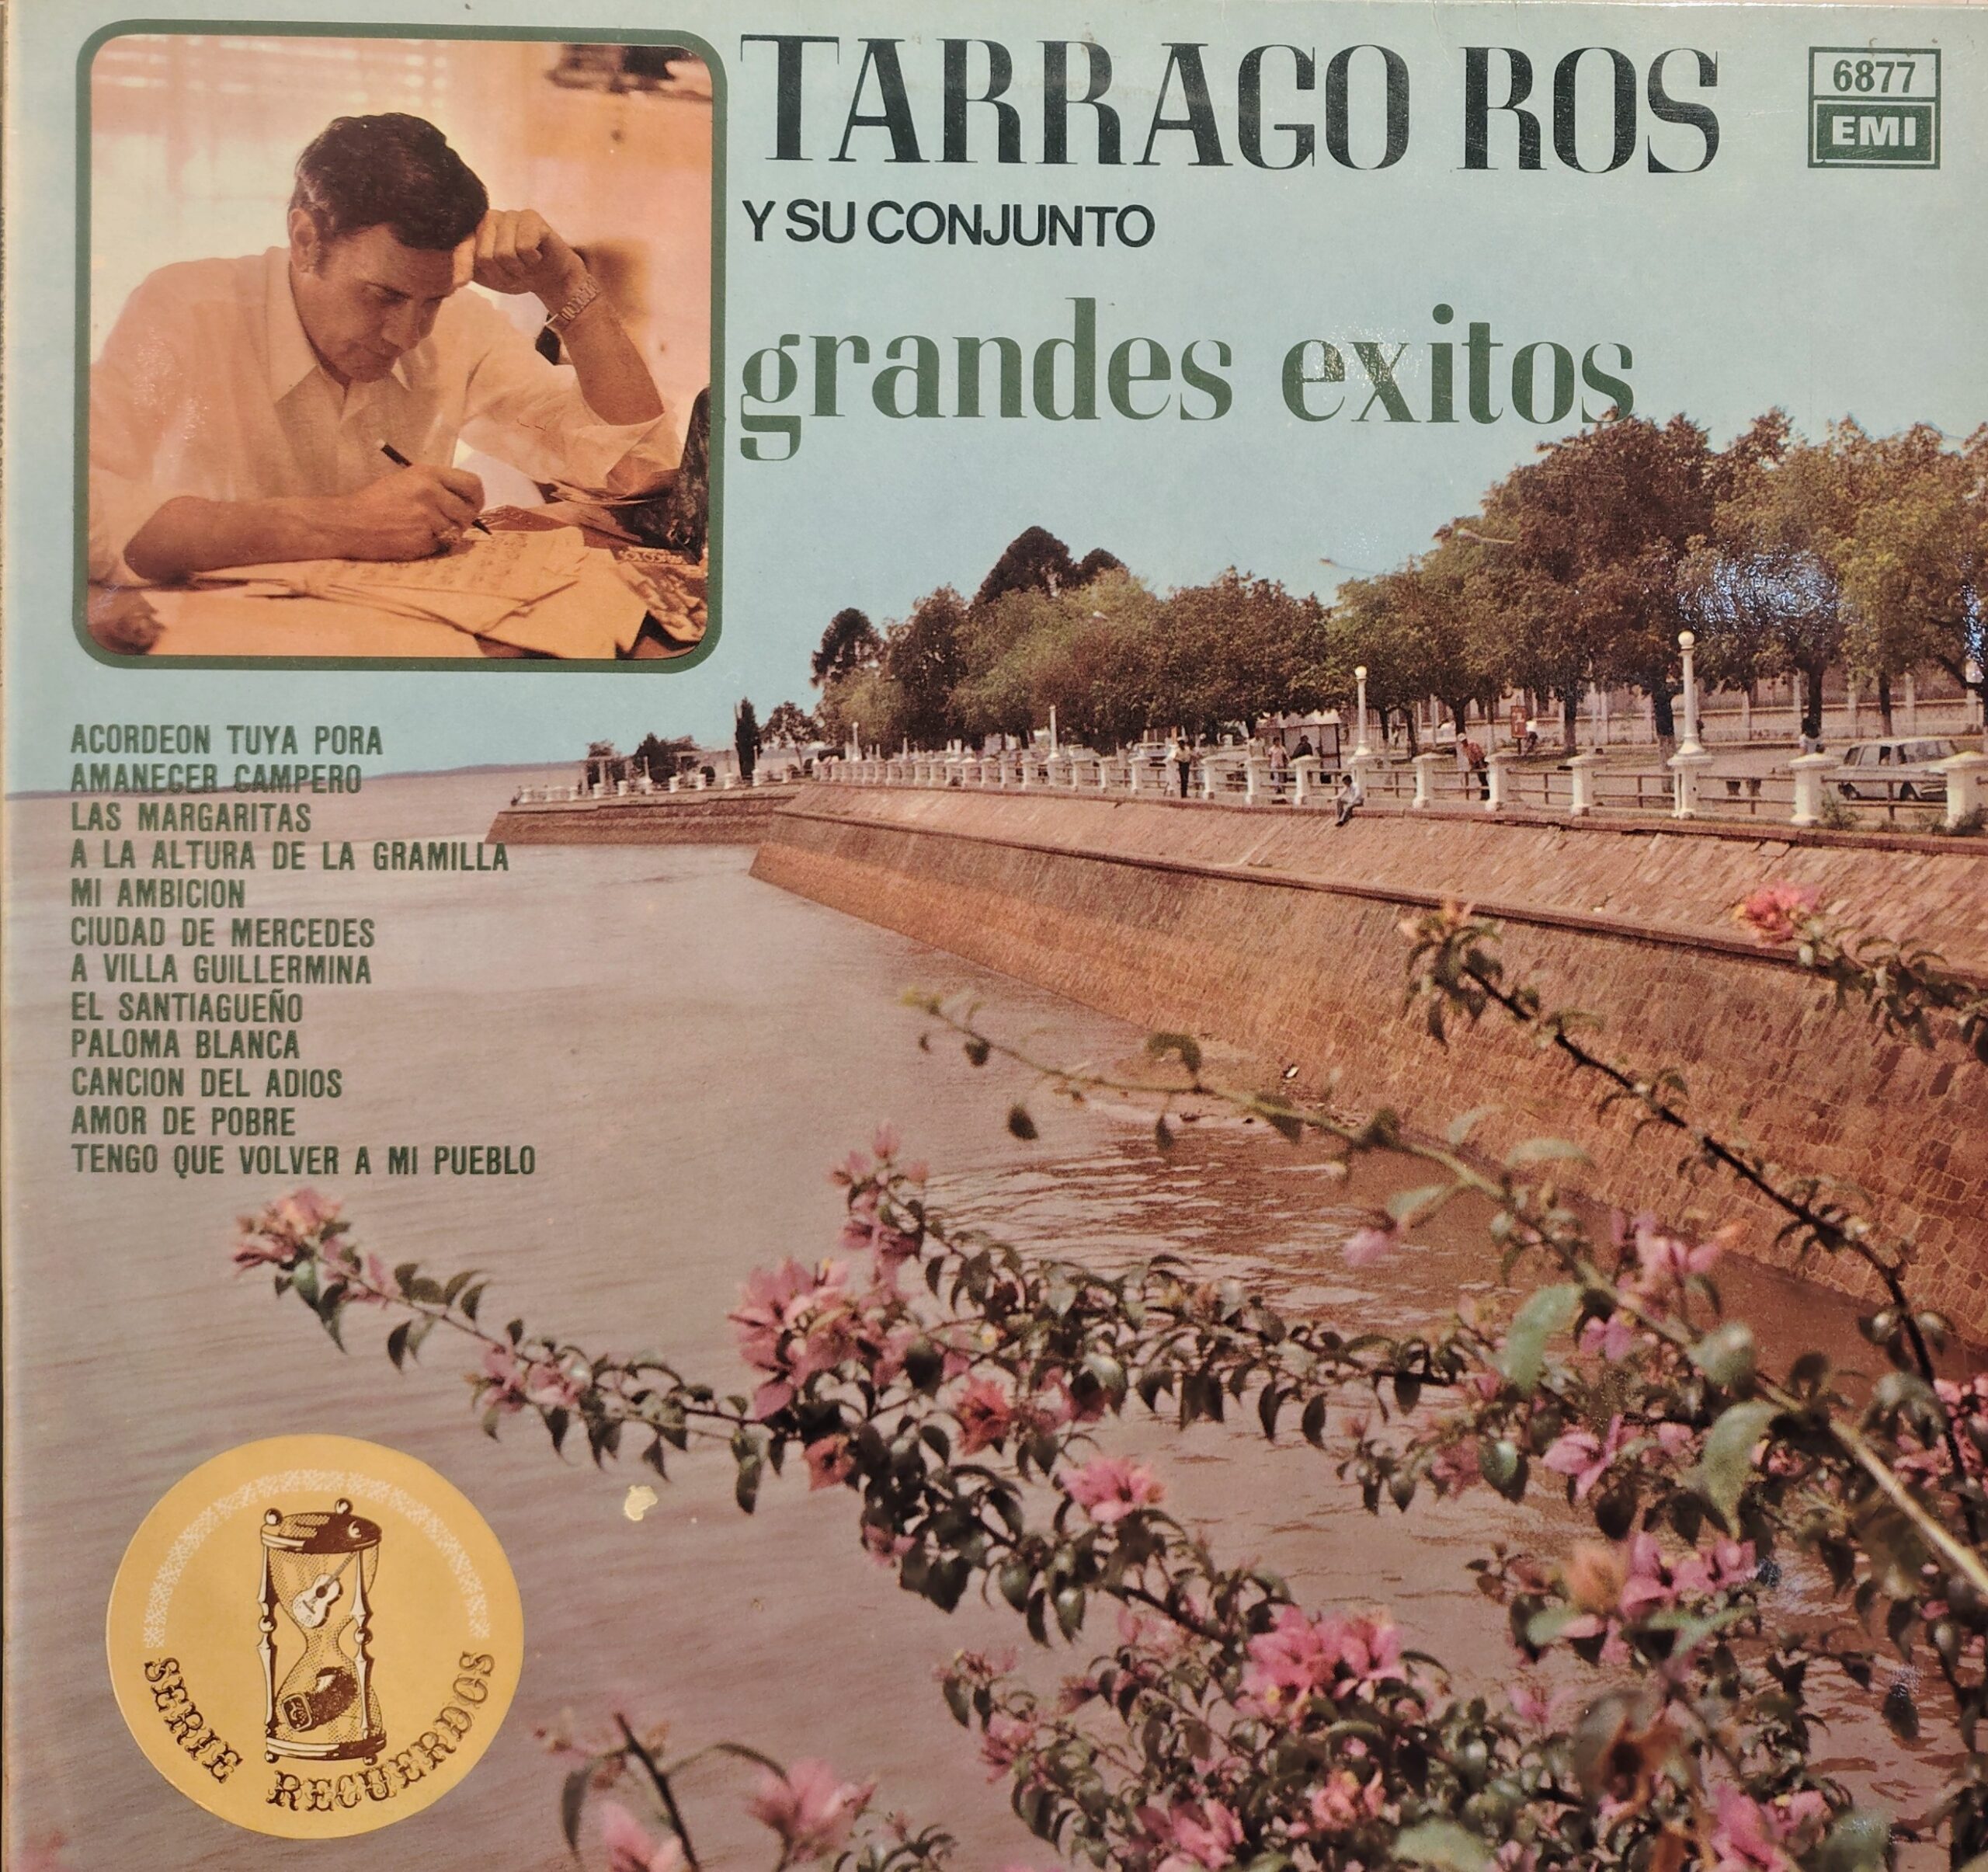 TARRAGO ROS
Y SU CONJUNTO
grandes exitos
6877
EMI
ACORDEON TUYA PORA
AMANECER CAMPERO
LAS MARGARITAS
A LA ALTURA DE LA GRAMILLA
MI AMBICION
CIUDAD DE MERCEDES
A VILLA GUILLERMINA
EL SANTIAGUEÑO
PALOMA BLANCA
CANCION DEL ADIOS
AMOR DE POBRE
TENGO QUE VOLVER A MI PUEBLO
SERIE RECUERDOS